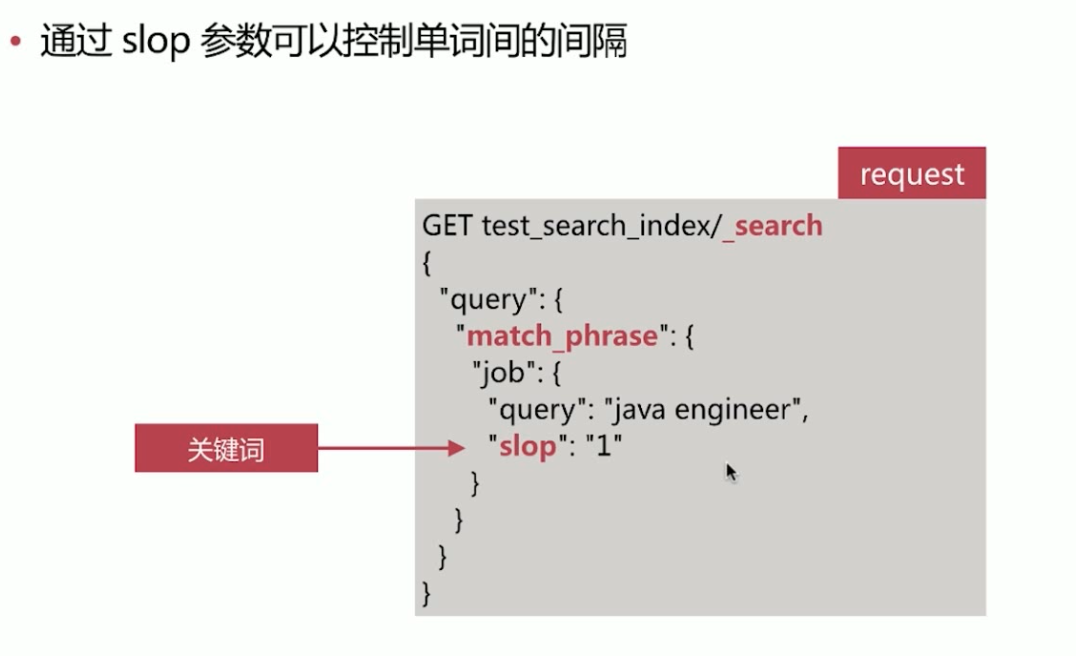 • 通过 slop 参数可以控制单词间的间隔
request
GET test_search_index/_search
{
"query": {
"match_phrase": {
"job": {
"query": "java engineer",
关键词
"slop": "1"
}
}
}
}